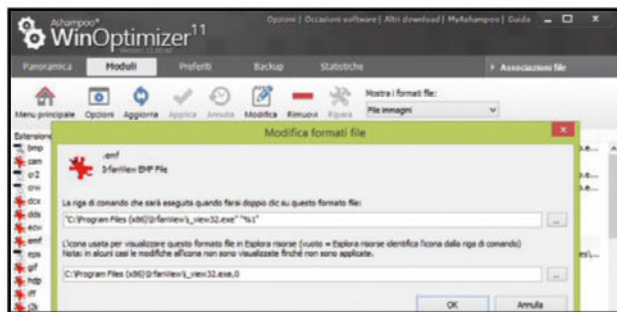 Ashampoo®
WinOptimizer 11
Opzioni | Occasioni software | Altri download | MyAshampoo | Guida
Panoramica Moduli Preferiti Backup Statistiche Associazioni file
Mostra i formati file:
File immagini
Menu principale Opzioni Aggiorna Applica Annulla Modifica Rimuovi Ripara
Estensione
Modifica formati file
.emf
IrfanView EMF File
La riga di comando che sarà eseguita quando farai doppio clic su questo formato file:
"C:\Program Files (x86)\IrfanView\i_view32.exe" "%1"
...
L'icona usata per visualizzare questo formato file in Esplora risorse (vuoto = Esplora risorse identifica l'icona dalla riga di comando)
Nota: in alcuni casi le modifiche all'icona non sono visualizzate finché non sono applicate.
C:\Program Files (x86)\IrfanView\i_view32.exe,0
...
OK Annulla
bmp
cam
cr2
crw
dcx
dds
ecw
emf
eps
gif
hdp
iff
j2k